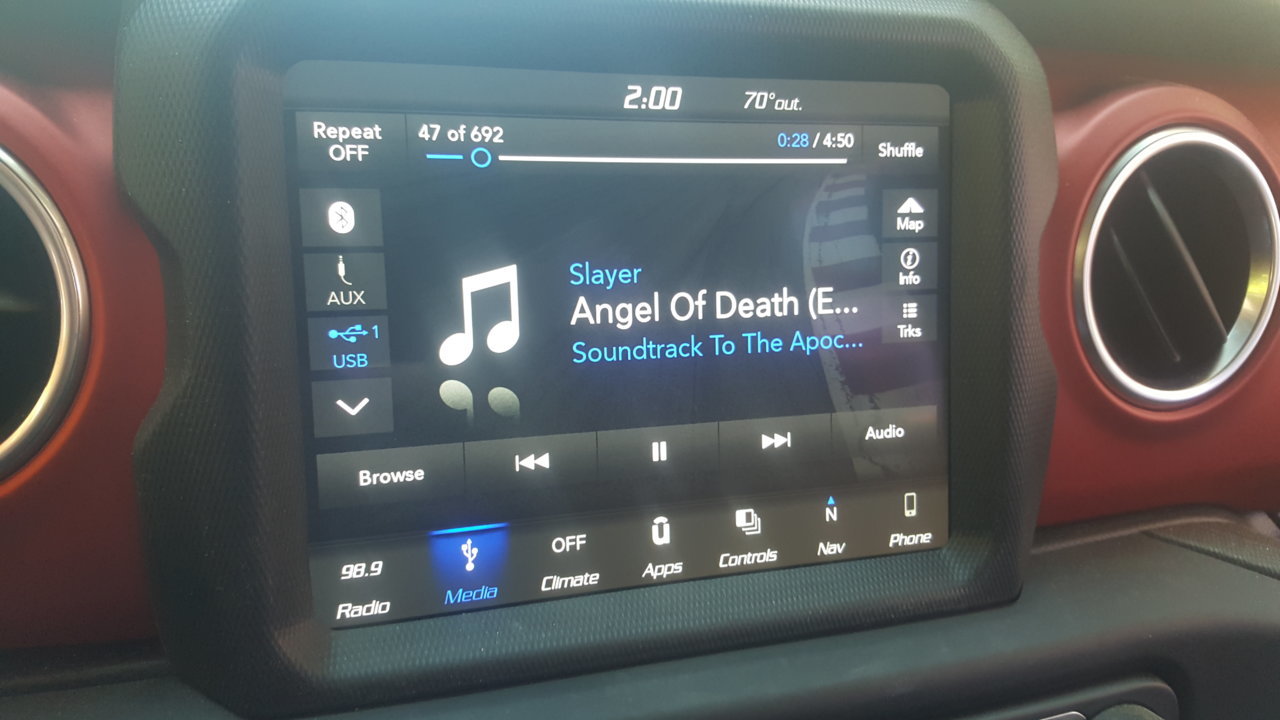 2:00 70°out.
Repeat
OFF
47 of 692
0:28 / 4:50
Shuffle
Map
AUX
Info
1
USB
Trks
Slayer
Angel Of Death (E...
Soundtrack To The Apoc...
Browse
Audio
98.9
Radio
Media
OFF
Climate
Apps
Controls
N
Nav
Phone